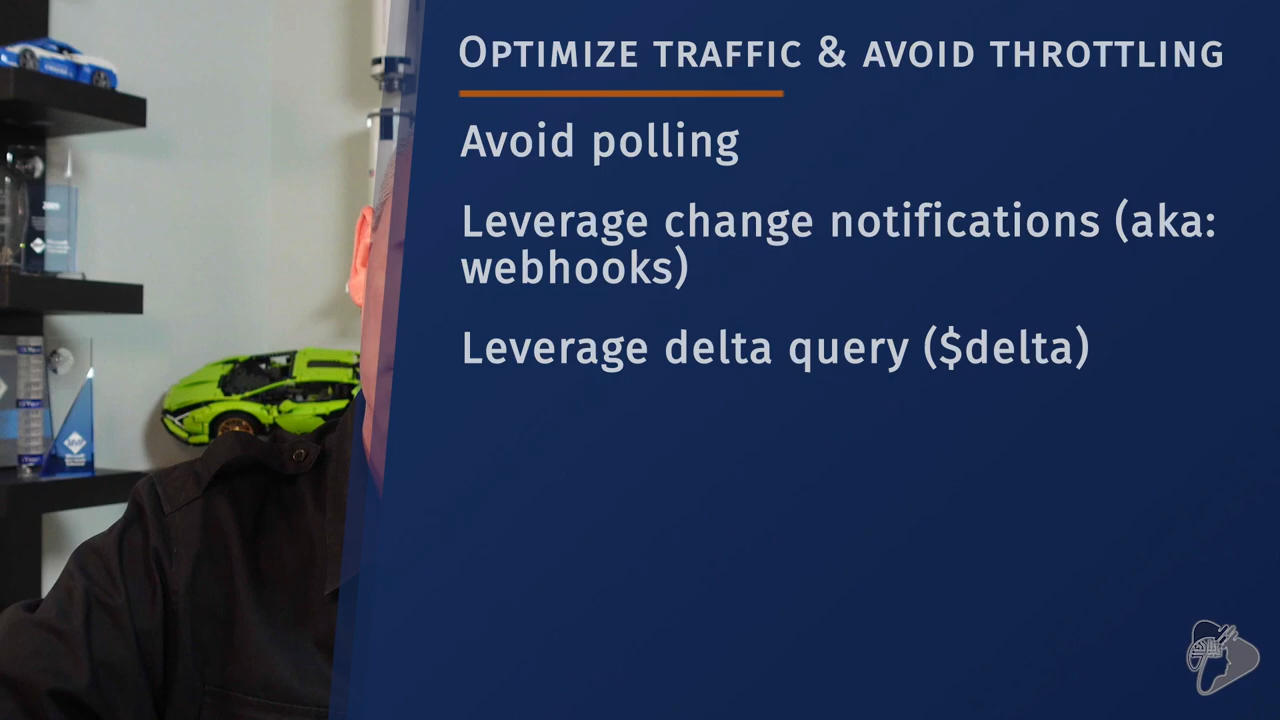 Optimize traffic & avoid throttling
Avoid polling
Leverage change notifications (aka:
webhooks)
Leverage delta query ($delta)